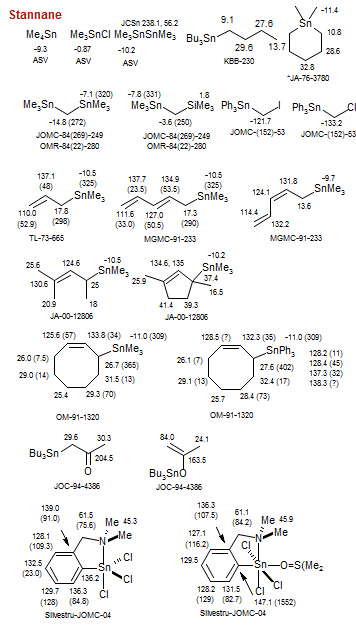 Stannane
JCSn 238.1, 56.2
Me4Sn Me3SnCl Me3SnSnMe3
-9.3 -0.87 -10.2
ASV ASV ASV
9.1 27.6
Bu3Sn
29.6 13.7
KBB-230
-11.4
Sn
10.8
28.6
32.8
*JA-76-3780
-7.1 (320)
Me3Sn SnMe3
-14.8 (272)
JOMC-84(269)-249
OMR-84(22)-280
-7.8 (331) 1.8
Me3Sn SiMe3
-3.6 (250)
JOMC-84(269)-249
OMR-84(22)-280
Ph3Sn I
-121.7
JOMC-(152)-53
Ph3Sn Cl
-133.2
JOMC-(152)-53
137.1 (48)
-10.5 (325)
SnMe3
110.0 (52.9)
17.8 (298)
TL-73-665
137.7 (23.5)
134.9 (53.5)
-10.5 (325)
SnMe3
111.6 (33.0)
127.0 (50.5)
17.3 (290)
MGMC-91-233
131.8
-9.7
124.1
SnMe3
13.6
114.4
132.2
MGMC-91-233
25.6 124.6 -10.5
SnMe3
130.6 25
20.9 18
JA-00-12806
134.6, 135 -10.2
SnMe3
25.9 37.4
16.5
41.4 39.3
JA-00-12806
125.6 (57) 133.8 (34) -11.0 (309)
SnMe3
26.0 (7.5)
26.7 (365)
29.0 (14) 31.5 (13)
25.4 29.3 (70)
OM-91-1320
128.5 (?) 132.3 (35) -11.0 (309)
SnPh3
128.2 (11)
128.4 (45)
137.3 (32)
138.3 (?)
26.1 (7)
27.6 (402)
29.1 (13) 32.4 (17)
25.7 28.4 (73)
OM-91-1320
29.6 30.3
Bu3Sn 204.5
O
JOC-94-4386
84.0 24.1
163.5
Bu3SnO
JOC-94-4386
139.0 (91.0)
61.5 (75.6)
Me 45.3
N Me
128.1 (109.3)
132.5 (23.0)
136.2
Sn Cl
Cl
Cl
129.7 (128)
136.3 (84.8)
Silvestru-JOMC-04
136.3 (107.5)
61.1 (84.2)
Me 45.9
N Me
127.1 (116.2)
Cl
129.5
Sn O=S(Me2
Cl
Cl
128.2 (129)
131.5 (82.7)
147.1 (1552)
Silvestru-JOMC-04